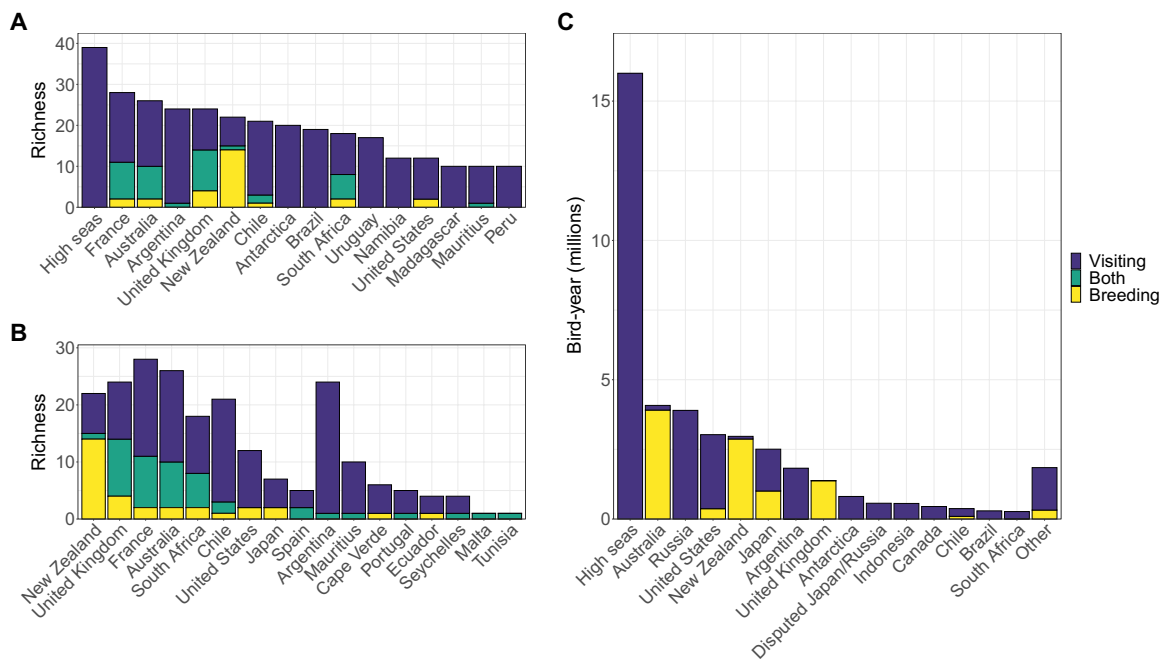 A
Richness
40
30
20
10
0
High seas
France
Australia
Argentina
United Kingdom
New Zealand
Chile
Antarctica
Brazil
South Africa
Uruguay
Namibia
United States
Madagascar
Mauritius
Peru
B
Richness
30
20
10
0
New Zealand
United Kingdom
France
Australia
South Africa
Chile
United States
Japan
Spain
Argentina
Mauritius
Cape Verde
Portugal
Ecuador
Seychelles
Malta
Tunisia
C
Bird-year (millions)
15
10
5
0
High seas
Australia
Russia
United States
New Zealand
Japan
Argentina
United Kingdom
Antarctica
Disputed Japan/Russia
Indonesia
Canada
Chile
Brazil
South Africa
Other
Visiting
Both
Breeding